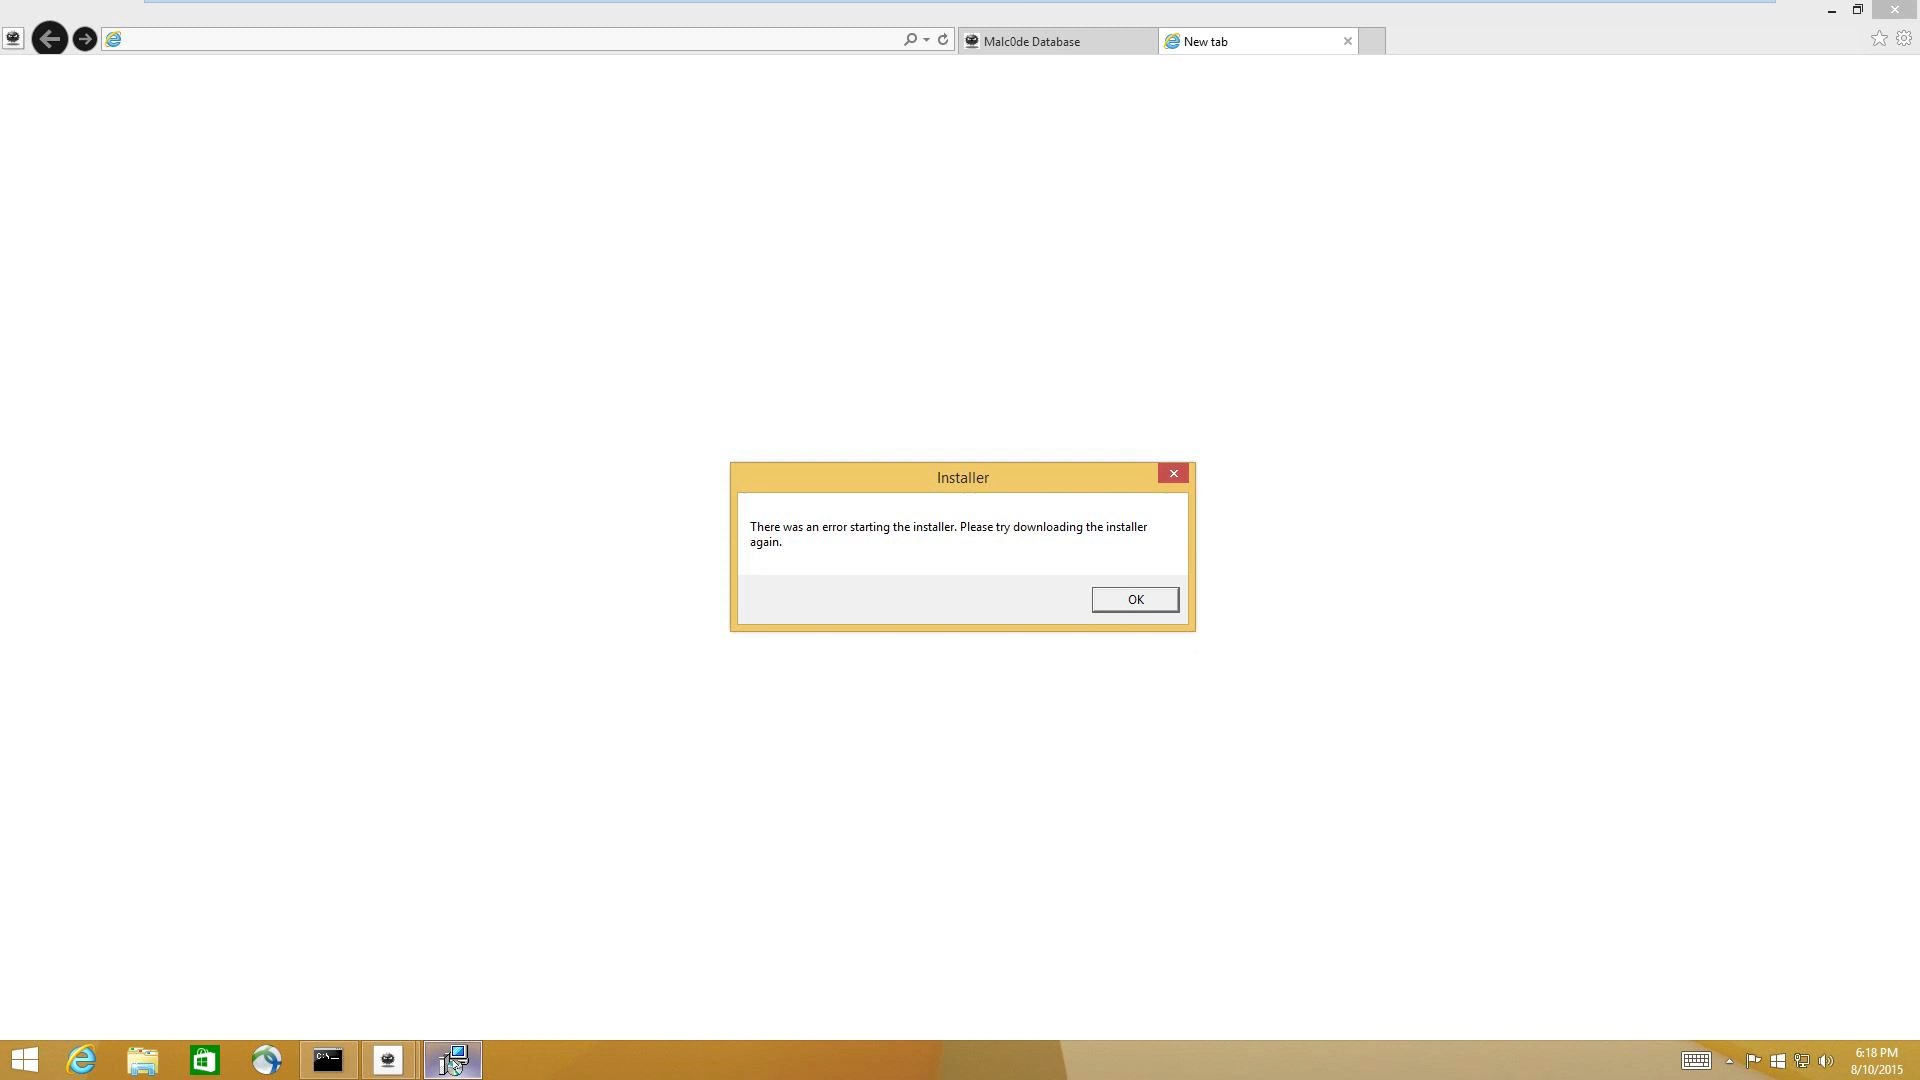 Malc0de Database
New tab
Installer
There was an error starting the installer. Please try downloading the installer
again.
OK
C:\
6:18 PM
8/10/2015